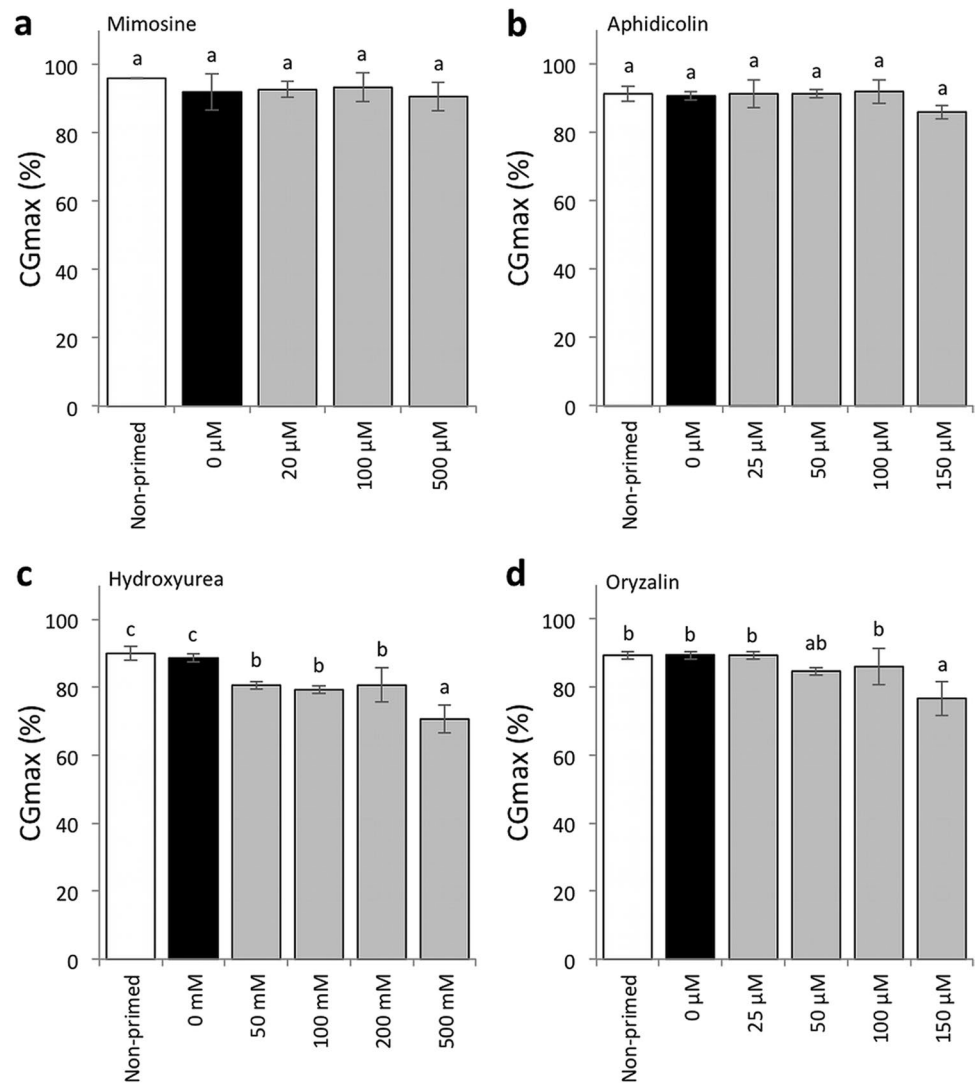 a Mimosine
a a a a a
100
80
60
40
20
0
CGmax (%)
Non-primed
0 µM
20 µM
100 µM
500 µM
b Aphidicolin
a a a a a a
100
80
60
40
20
0
CGmax (%)
Non-primed
0 µM
25 µM
50 µM
100 µM
150 µM
c Hydroxyurea
c c b b b a
100
80
60
40
20
0
CGmax (%)
Non-primed
0 mM
50 mM
100 mM
200 mM
500 mM
d Oryzalin
b b b ab b a
100
80
60
40
20
0
CGmax (%)
Non-primed
0 µM
25 µM
50 µM
100 µM
150 µM